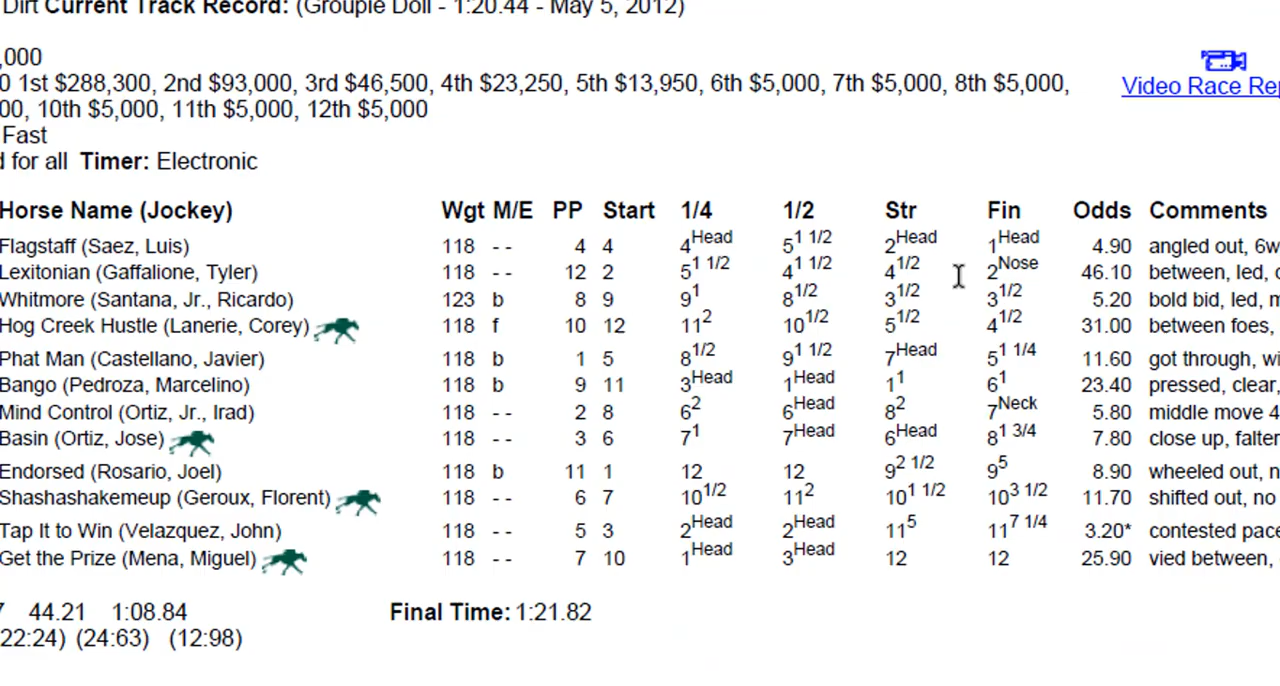 Dirt Current Track Record: (Groupie Doll - 1:20.44 - May 5, 2012)
,000
0 1st $288,300, 2nd $93,000, 3rd $46,500, 4th $23,250, 5th $13,950, 6th $5,000, 7th $5,000, 8th $5,000,
Video Race Rep
00, 10th $5,000, 11th $5,000, 12th $5,000
Fast
d for all Timer: Electronic
Horse Name (Jockey) Wgt M/E PP Start 1/4 1/2 Str Fin Odds Comments
Flagstaff (Saez, Luis) 118 - - 4 4 4Head 51 1/2 2Head 1Head 4.90 angled out, 6w
Lexitonian (Gaffalione, Tyler) 118 - - 12 2 51 1/2 41 1/2 41/2 2Nose 46.10 between, led, c
Whitmore (Santana, Jr., Ricardo) 123 b 8 9 91 81/2 31/2 31/2 5.20 bold bid, led, m
Hog Creek Hustle (Lanerie, Corey) 118 f 10 12 112 101/2 51/2 41/2 31.00 between foes,
Phat Man (Castellano, Javier) 118 b 1 5 81/2 91 1/2 7Head 51 1/4 11.60 got through, wi
Bango (Pedroza, Marcelino) 118 b 9 11 3Head 1Head 11 61 23.40 pressed, clear,
Mind Control (Ortiz, Jr., Irad) 118 - - 2 8 62 6Head 82 7Neck 5.80 middle move 4
Basin (Ortiz, Jose) 118 - - 3 6 71 7Head 6Head 81 3/4 7.80 close up, falter
Endorsed (Rosario, Joel) 118 b 11 1 12 12 92 1/2 95 8.90 wheeled out, n
Shashashakemeup (Geroux, Florent) 118 - - 6 7 101/2 112 101 1/2 103 1/2 11.70 shifted out, no
Tap It to Win (Velazquez, John) 118 - - 5 3 2Head 2Head 115 117 1/4 3.20* contested pace
Get the Prize (Mena, Miguel) 118 - - 7 10 1Head 3Head 12 12 25.90 vied between,
44.21 1:08.84 Final Time: 1:21.82
22:24) (24:63) (12:98)